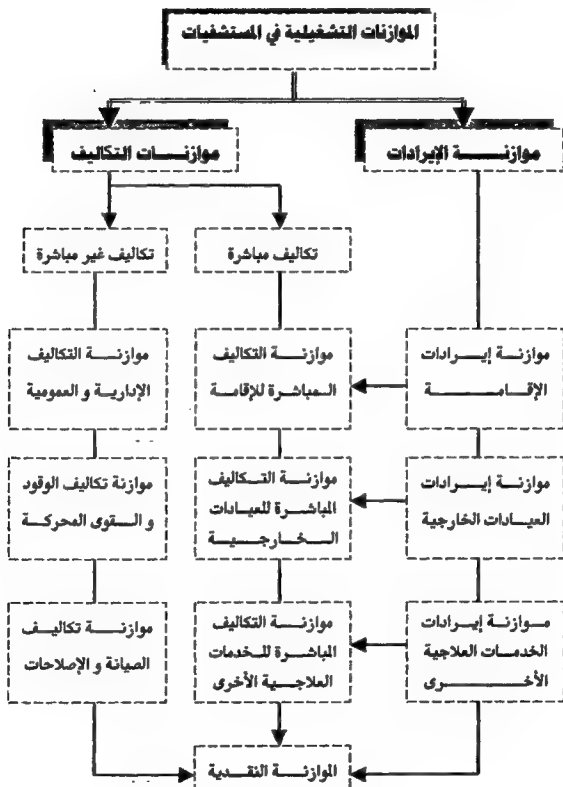 الموازنات التشغيلية في المستشفيات
موازنة الإيرادات
موازنات التكاليف
تكاليف مباشرة
تكاليف غير مباشرة
موازنة إيرادات
الإقامة
موازنة التكاليف
المباشرة للإقامة
موازنة التكاليف
الإدارية و العمومية
موازنة إيرادات
العيادات الخارجية
موازنة التكاليف
المباشرة للعيادات
الخارجية
موازنة تكاليف الوقود
و القوى المحركة
موازنة إيرادات
الخدمات العلاجية
الأخرى
موازنة التكاليف
المباشرة للخدمات
العلاجية الأخرى
موازنة تكاليف
الصيانة و الإصلاحات
الموازنة النقدية